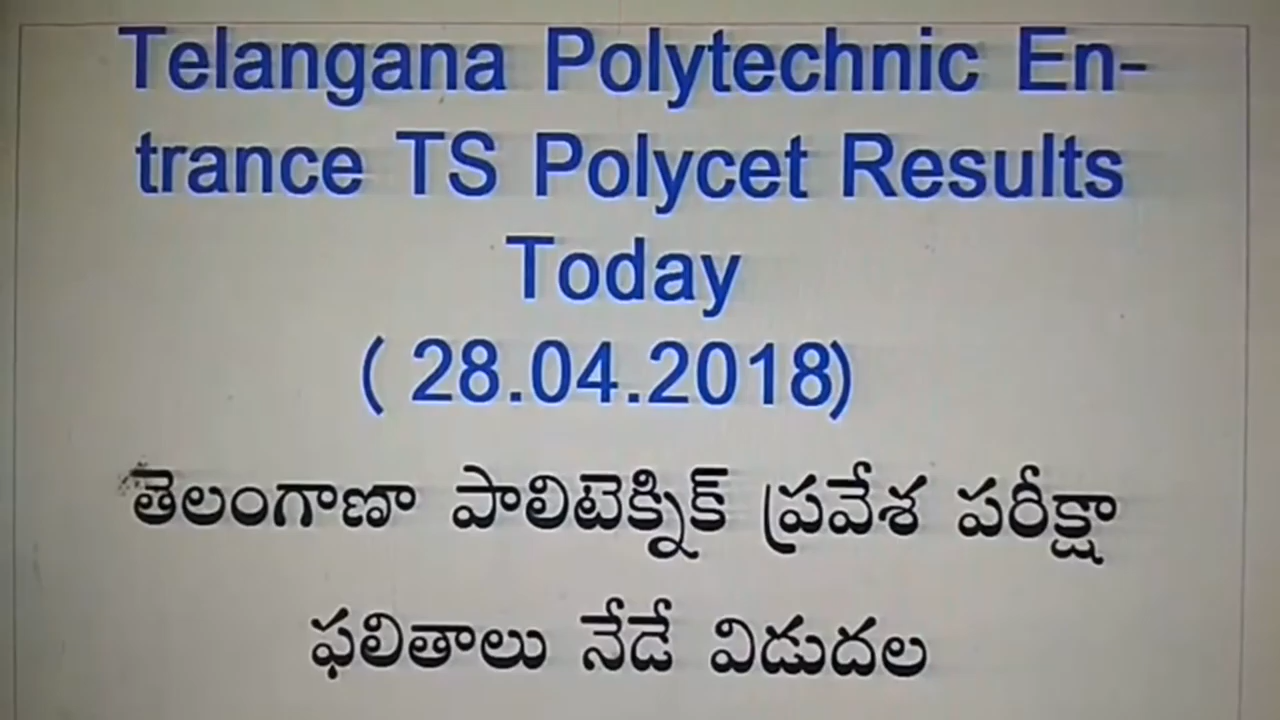 Telangana Polytechnic En-
trance TS Polycet Results
Today
( 28.04.2018)
తెలంగాణా పాలిటెక్నిక్ ప్రవేశ పరీక్షా
ఫలితాలు నేడే విడుదల